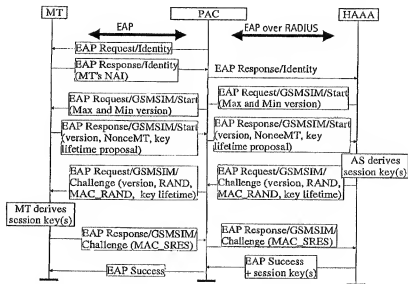 MT
PAC
HAAA
EAP
EAP over RADIUS
EAP Request/Identity
EAP Response/Identity
(MT's NAI)
EAP Response/Identity
EAP Request/GSMSIM/Start
(Max and Min version)
EAP Request/GSMSIM/Start
(Max and Min version)
EAP Response/GSMSIM/Start
(version, NonceMT, key
lifetime proposal)
EAP Response/GSMSIM/Start
(version, NonceMT, key
lifetime proposal)
AS derives
session key(s)
EAP Request/GSMSIM/
Challenge (version, RAND,
MAC_RAND, key lifetime)
EAP Request/GSMSIM/
Challenge (version, RAND,
MAC_RAND, key lifetime)
MT derives
session key(s)
EAP Response/GSMSIM/
Challenge (MAC_SRES)
EAP Response/GSMSIM/
Challenge (MAC_SRES)
EAP Success
EAP Success
+ session key(s)